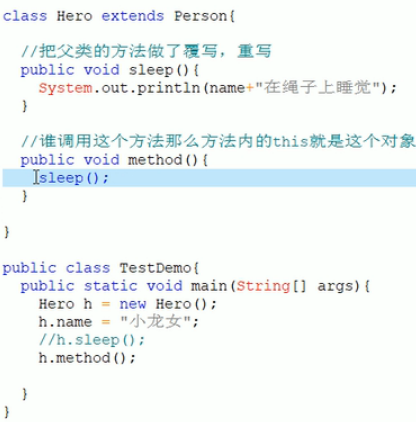 class Hero extends Person{
//把父类的方法做了覆写，重写
public void sleep(){
System.out.println(name+"在绳子上睡觉");
}
//谁调用这个方法那么方法内的this就是这个对象
public void method(){
sleep();
}
}
public class TestDemo{
public static void main(String[] args){
Hero h = new Hero();
h.name = "小龙女";
//h.sleep();
h.method();
}
}